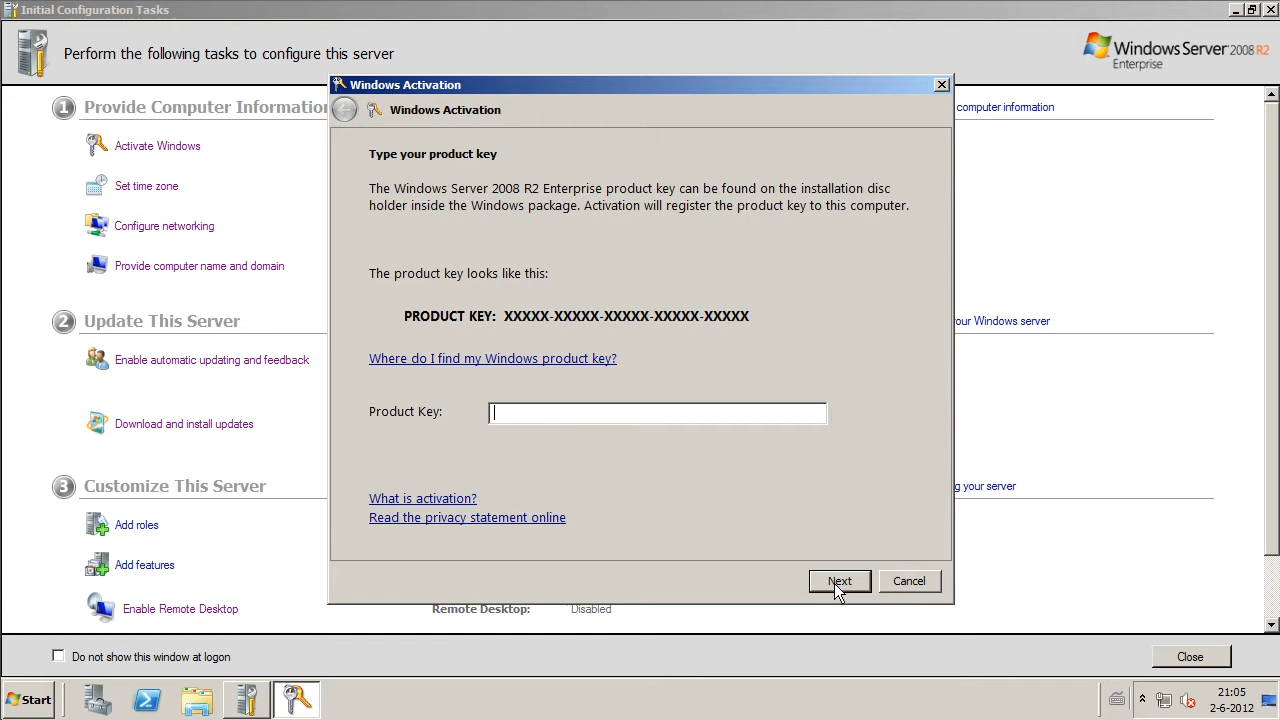 Initial Configuration Tasks
Perform the following tasks to configure this server
Windows Server 2008 R2
Enterprise
Windows Activation
Windows Activation
1 Provide Computer Information
computer information
Activate Windows
Set time zone
Configure networking
Provide computer name and domain
Type your product key
The Windows Server 2008 R2 Enterprise product key can be found on the installation disc
holder inside the Windows package. Activation will register the product key to this computer.
The product key looks like this:
PRODUCT KEY: XXXXX-XXXXX-XXXXX-XXXXX-XXXXX
Where do I find my Windows product key?
Product Key:
What is activation?
Read the privacy statement online
Next
Cancel
2 Update This Server
your Windows server
Enable automatic updating and feedback
Download and install updates
3 Customize This Server
g your server
Add roles
Add features
Enable Remote Desktop
Remote Desktop:
Disabled
Do not show this window at logon
Close
Start
21:05
2-6-2012